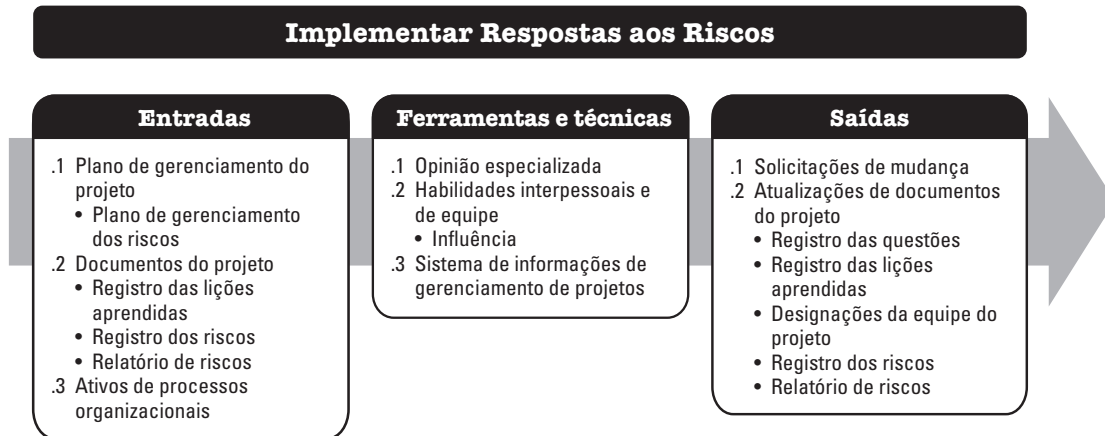 Implementar Respostas aos Riscos
Entradas
.1 Plano de gerenciamento do
projeto
• Plano de gerenciamento
dos riscos
.2 Documentos do projeto
• Registro das lições
aprendidas
• Registro dos riscos
• Relatório de riscos
.3 Ativos de processos
organizacionais
Ferramentas e técnicas
.1 Opinião especializada
.2 Habilidades interpessoais e
de equipe
• Influência
.3 Sistema de informações de
gerenciamento de projetos
Saídas
.1 Solicitações de mudança
.2 Atualizações de documentos
do projeto
• Registro das questões
• Registro das lições
aprendidas
• Designações da equipe do
projeto
• Registro dos riscos
• Relatório de riscos